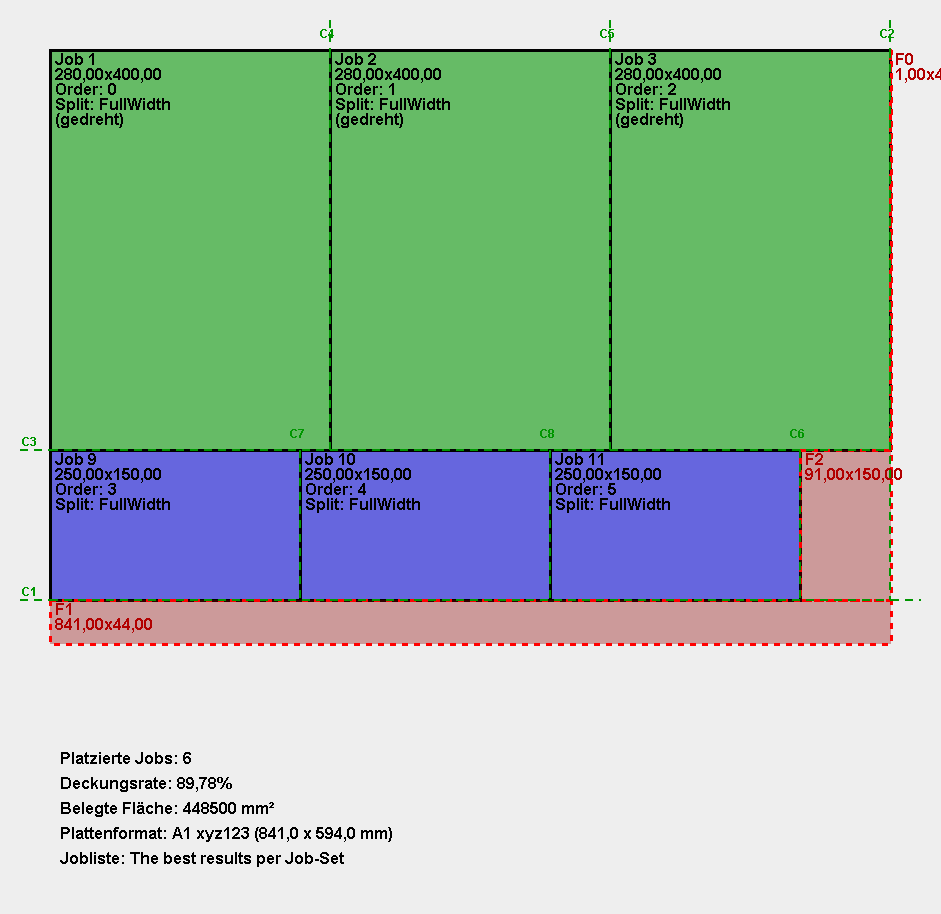 C4
C5
C2
Job 1
280,00x400,00
Order: 0
Split: FullWidth
(gedreht)
Job 2
280,00x400,00
Order: 1
Split: FullWidth
(gedreht)
Job 3
280,00x400,00
Order: 2
Split: FullWidth
(gedreht)
F0
1,00x4
C3
C7
C8
C6
Job 9
250,00x150,00
Order: 3
Split: FullWidth
Job 10
250,00x150,00
Order: 4
Split: FullWidth
Job 11
250,00x150,00
Order: 5
Split: FullWidth
F2
91,00x150,00
C1
F1
841,00x44,00
Platzierte Jobs: 6
Deckungsrate: 89,78%
Belegte Fläche: 448500 mm²
Plattenformat: A1 xyz123 (841,0 x 594,0 mm)
Jobliste: The best results per Job-Set